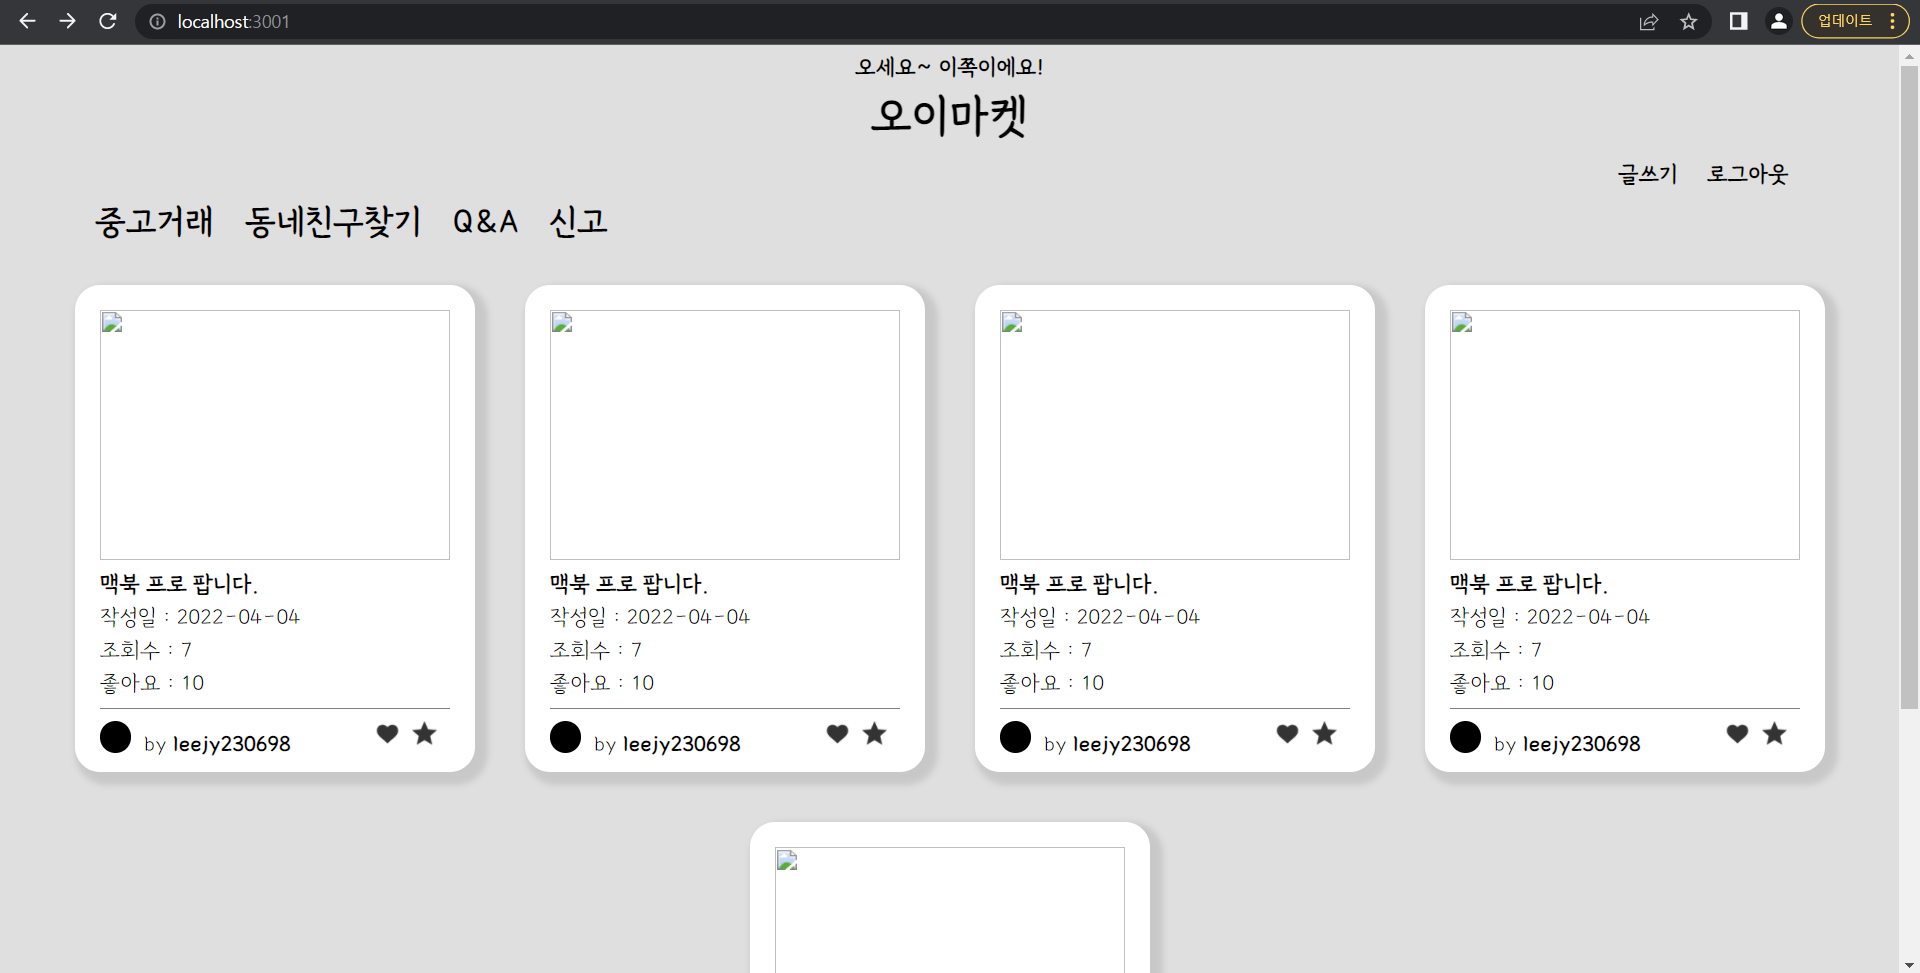 localhost:3001
업데이트
오세요~ 이쪽이에요!
오이마켓
글쓰기 로그아웃
중고거래 동네친구찾기 Q&A 신고
맥북 프로 팝니다.
작성일 : 2022-04-04
조회수 : 7
좋아요 : 10
by leejy230698
맥북 프로 팝니다.
작성일 : 2022-04-04
조회수 : 7
좋아요 : 10
by leejy230698
맥북 프로 팝니다.
작성일 : 2022-04-04
조회수 : 7
좋아요 : 10
by leejy230698
맥북 프로 팝니다.
작성일 : 2022-04-04
조회수 : 7
좋아요 : 10
by leejy230698